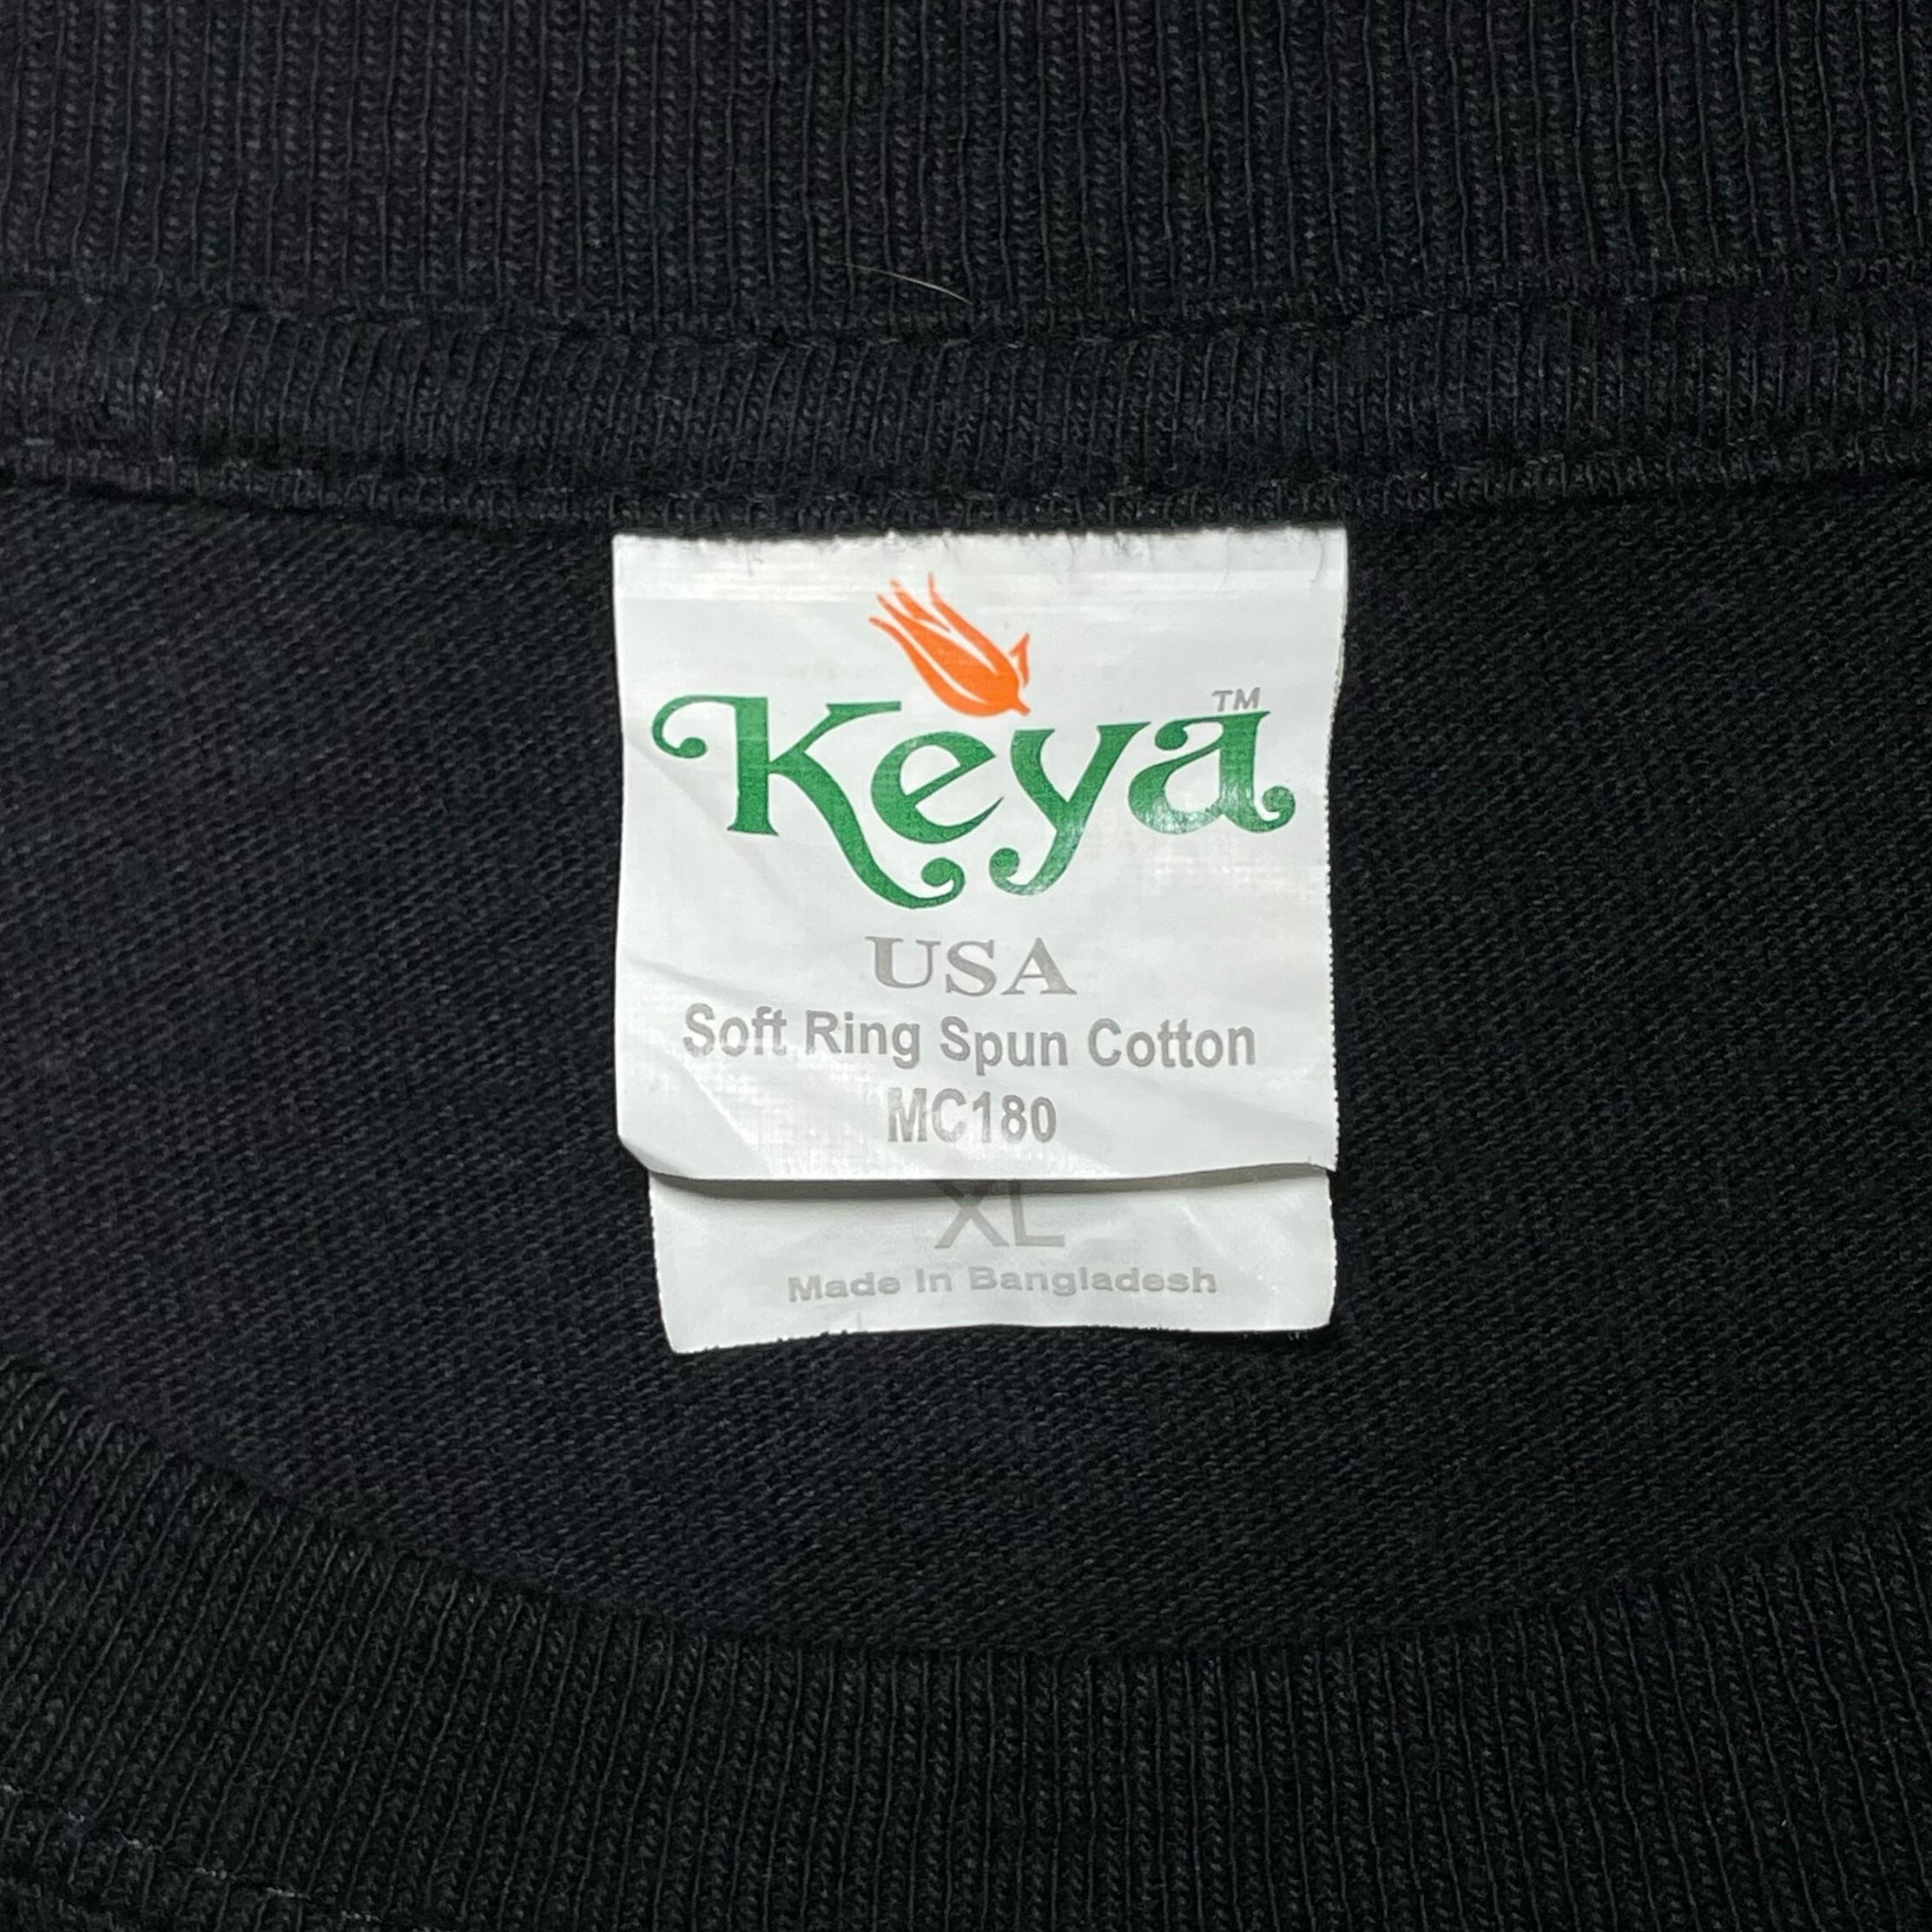 Keya™
USA
Soft Ring Spun Cotton
MC180
XL
Made In Bangladesh